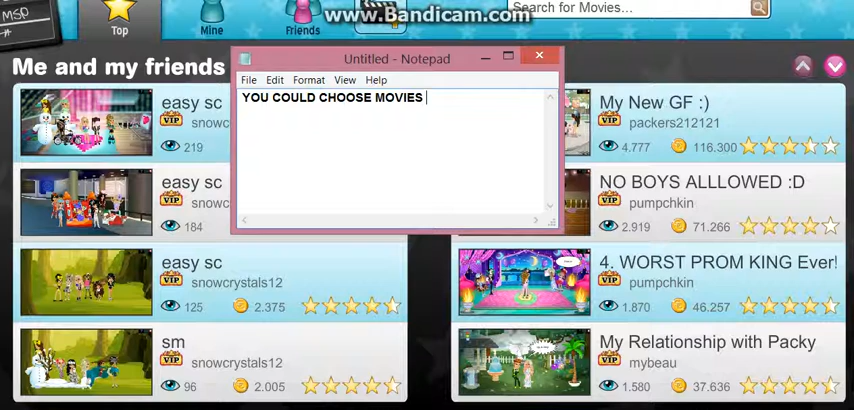 MSP
Top
Mine
Friends
www.Bandicam.com
Search for Movies...
Me and my friends
Untitled - Notepad
File Edit Format View Help
YOU COULD CHOOSE MOVIES
easy sc
VIP
snowc
219
easy sc
VIP
snowc
184
easy sc
VIP
snowcrystals12
125
2.375
sm
VIP
snowcrystals12
96
2.005
My New GF :)
VIP
packers212121
4.777
116.300
NO BOYS ALLLOWED :D
VIP
pumpchkin
2.919
71.266
4. WORST PROM KING Ever!
VIP
pumpchkin
1.870
46.257
My Relationship with Packy
VIP
mybeau
1.580
37.636